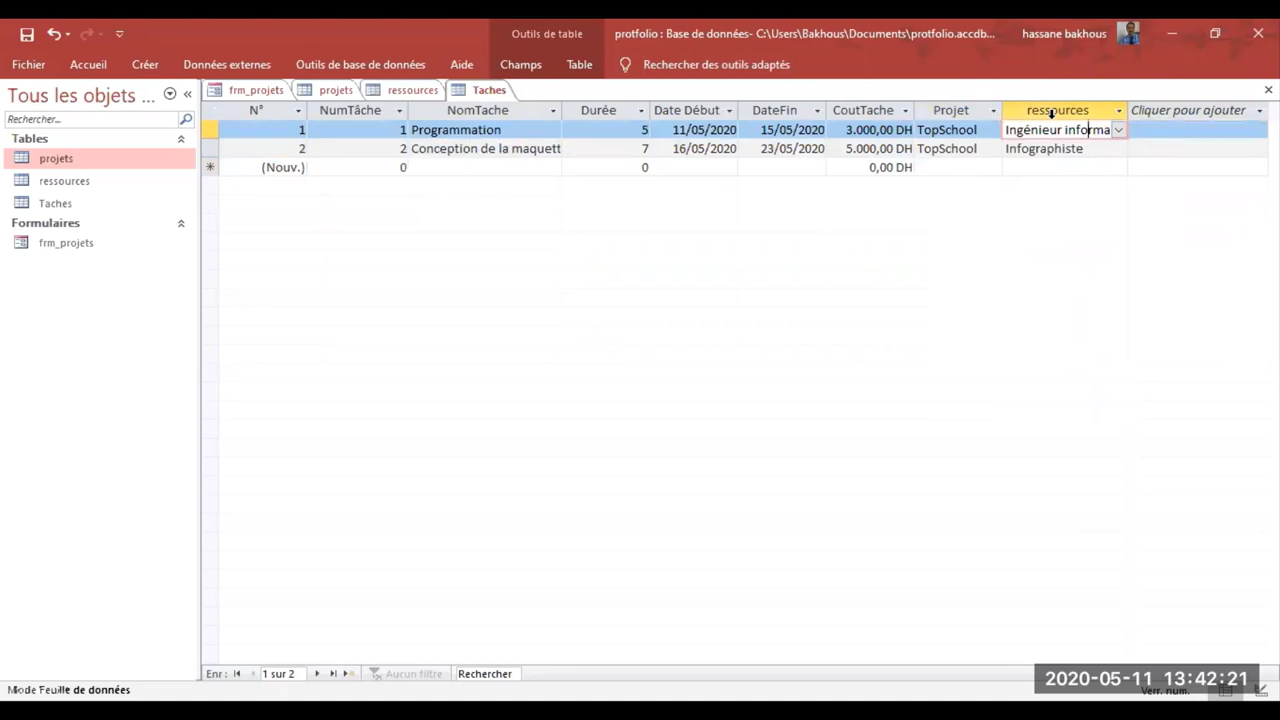 Outils de table
protfolio : Base de données- C:\Users\Bakhous\Documents\protfolio.accdb...
hassane bakhous
Fichier Accueil Créer Données externes Outils de base de données Aide Champs Table Rechercher des outils adaptés
Tous les objets ...
frm_projets projets ressources Taches
Rechercher...
N° NumTâche NomTache Durée Date Début DateFin CoutTache Projet ressources Cliquer pour ajouter
1 1 Programmation 5 11/05/2020 15/05/2020 3.000,00 DH TopSchool Ingénieur informa
2 2 Conception de la maquett 7 16/05/2020 23/05/2020 5.000,00 DH TopSchool Infographiste
(Nouv.) 0 0 0,00 DH
Tables
projets
ressources
Taches
Formulaires
frm_projets
Enr : 1 sur 2 Aucun filtre Rechercher
2020-05-11 13:42:21
Mode Feuille de données
Verr. num.